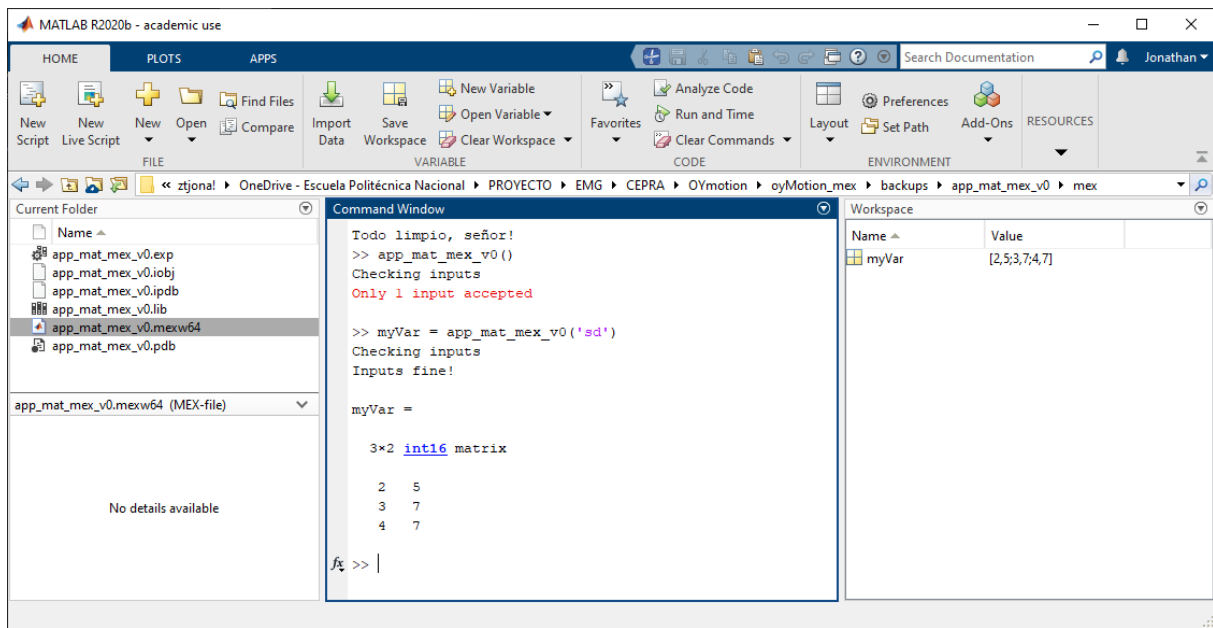 MATLAB R2020b - academic use
HOME PLOTS APPS Search Documentation Jonathan
New Script
New Live Script
New
Open
Find Files
Compare
FILE
Import Data
Save Workspace
New Variable
Open Variable
Clear Workspace
VARIABLE
Favorites
Analyze Code
Run and Time
Clear Commands
CODE
Layout
Preferences
Set Path
Add-Ons
ENVIRONMENT
RESOURCES
« ztjona! OneDrive - Escuela Politécnica Nacional PROYECTO EMG CEPRA OYmotion oyMotion_mex backups app_mat_mex_v0 mex
Current Folder
Name
app_mat_mex_v0.exp
app_mat_mex_v0.iobj
app_mat_mex_v0.ipdb
app_mat_mex_v0.lib
app_mat_mex_v0.mexw64
app_mat_mex_v0.pdb
app_mat_mex_v0.mexw64 (MEX-file)
No details available
Command Window
Todo limpio, señor!
>> app_mat_mex_v0()
Checking inputs
Only 1 input accepted
>> myVar = app_mat_mex_v0('sd')
Checking inputs
Inputs fine!
myVar =
3×2 int16 matrix
2 5
3 7
4 7
fx >>
Workspace
Name Value
myVar [2,5;3,7;4,7]